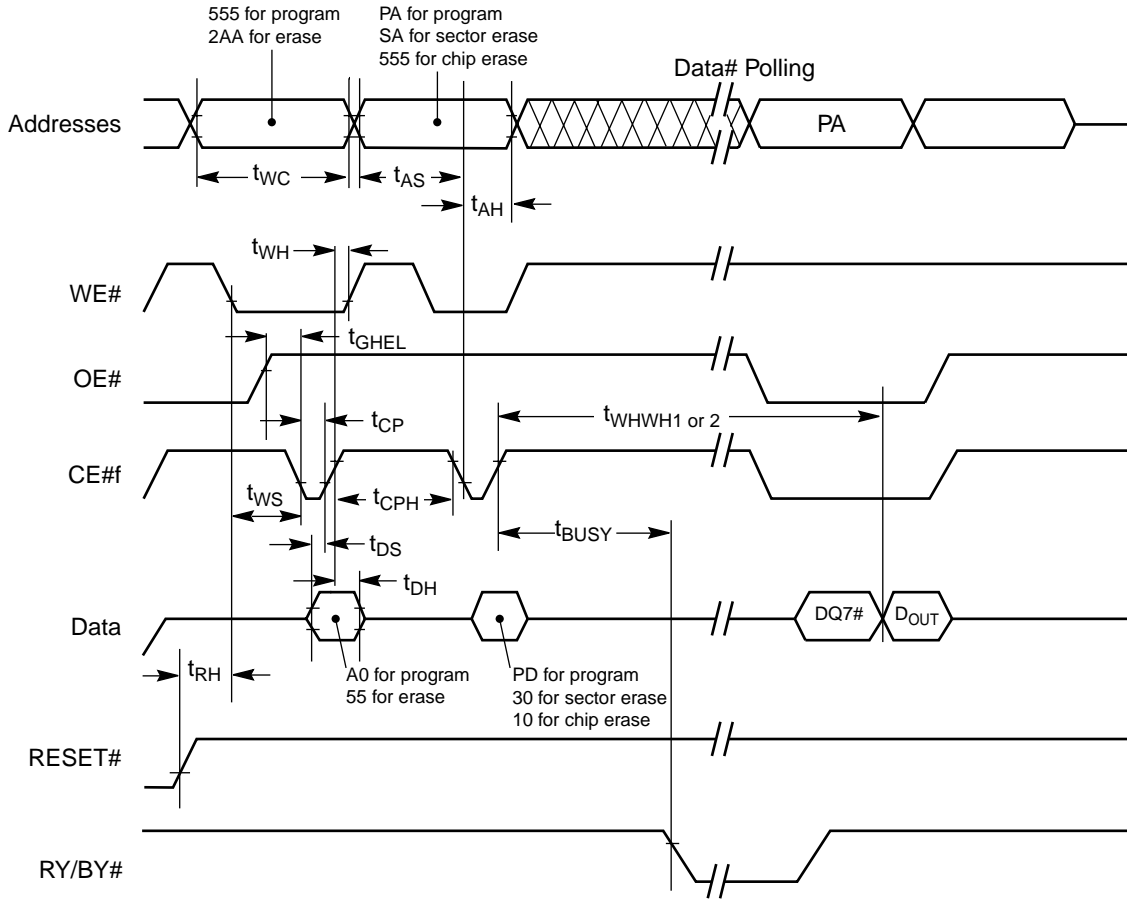 555 for program
2AA for erase
PA for program
SA for sector erase
555 for chip erase
Data# Polling
Addresses
PA
tWC
tAS
tAH
tWH
WE#
tGHEL
OE#
tCP
tWHWH1 or 2
CE#f
tWS
tCPH
tBUSY
tDS
tDH
Data
DQ7#
DOUT
tRH
A0 for program
55 for erase
PD for program
30 for sector erase
10 for chip erase
RESET#
RY/BY#